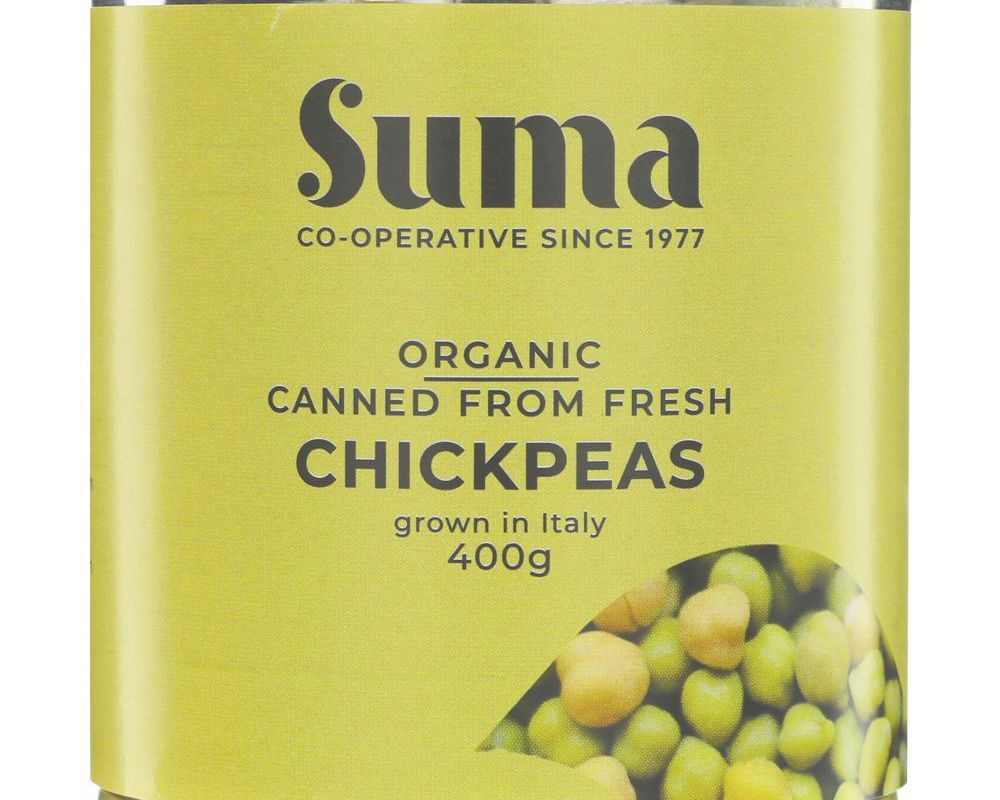 Suma
CO-OPERATIVE SINCE 1977
ORGANIC
CANNED FROM FRESH
CHICKPEAS
grown in Italy
400g